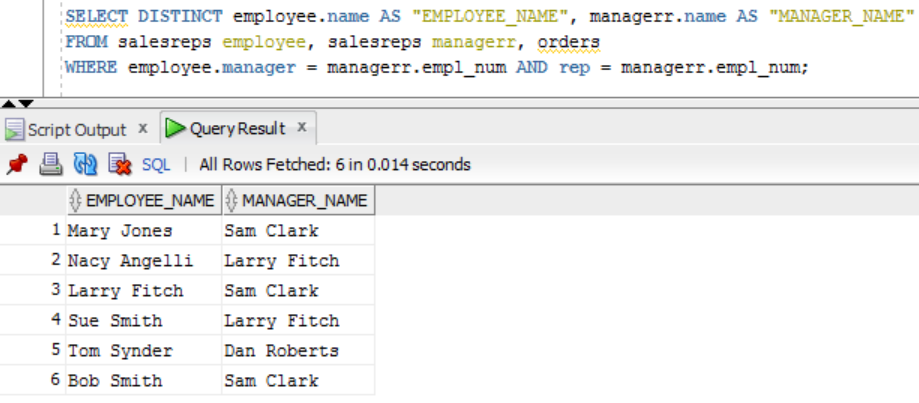 SELECT DISTINCT employee.name AS "EMPLOYEE_NAME", managerr.name AS "MANAGER_NAME"
FROM salesreps employee, salesreps managerr, orders
WHERE employee.manager = managerr.empl_num AND rep = managerr.empl_num;
Script Output x Query Result x
SQL | All Rows Fetched: 6 in 0.014 seconds
EMPLOYEE_NAME MANAGER_NAME
1 Mary Jones Sam Clark
2 Nacy Angelli Larry Fitch
3 Larry Fitch Sam Clark
4 Sue Smith Larry Fitch
5 Tom Synder Dan Roberts
6 Bob Smith Sam Clark